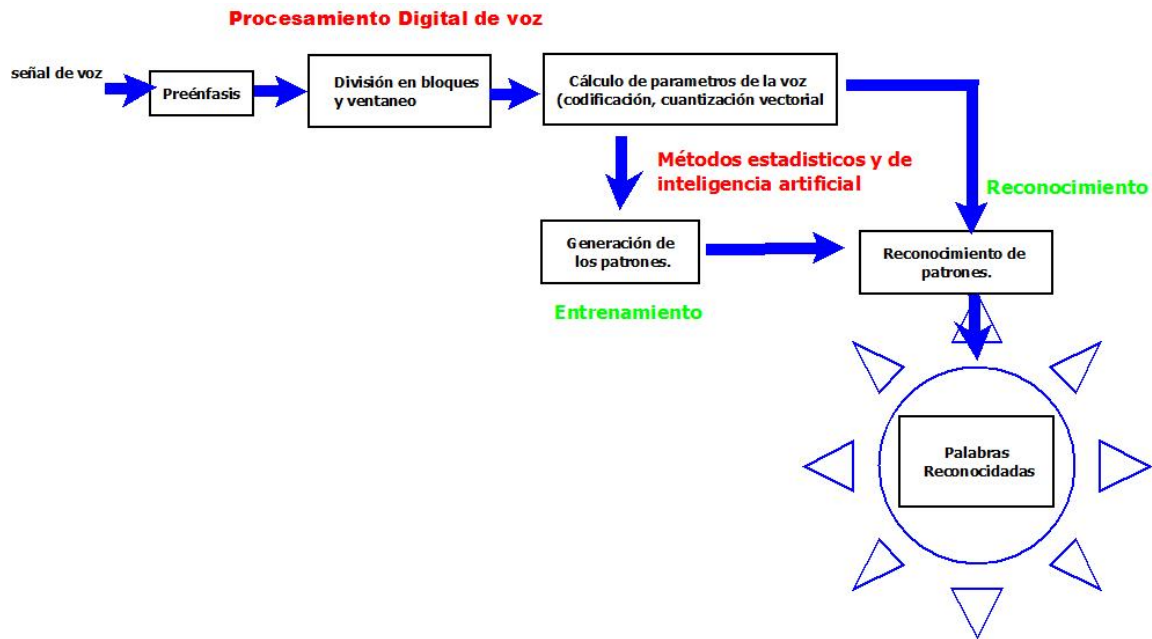 Procesamiento Digital de voz
señal de voz
Preénfasis
División en bloques
y ventaneo
Cálculo de parametros de la voz
(codificación, cuantización vectorial
Métodos estadisticos y de
inteligencia artificial
Reconocimiento
Generación de
los patrones.
Reconocimiento de
patrones.
Entrenamiento
Palabras
Reconocidadas